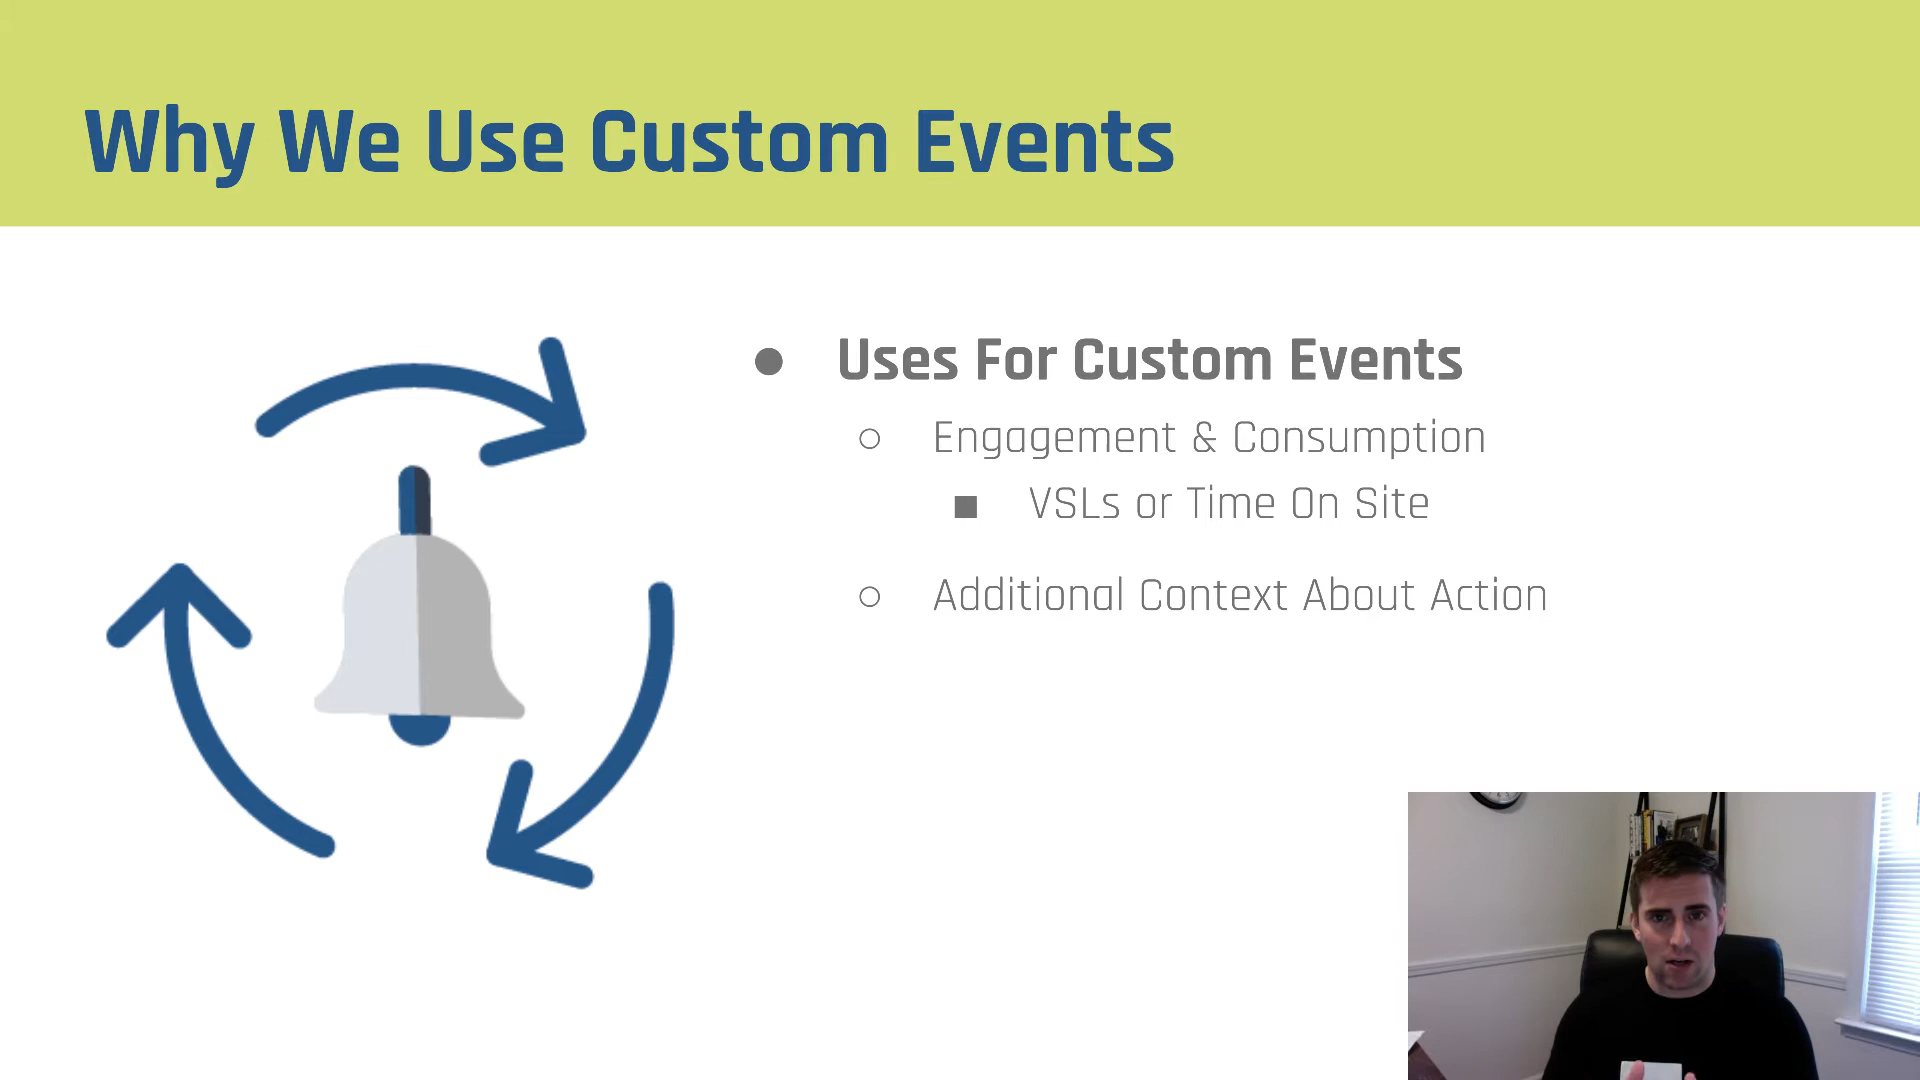 Why We Use Custom Events
Uses For Custom Events
Engagement & Consumption
VSLs or Time On Site
Additional Context About Action